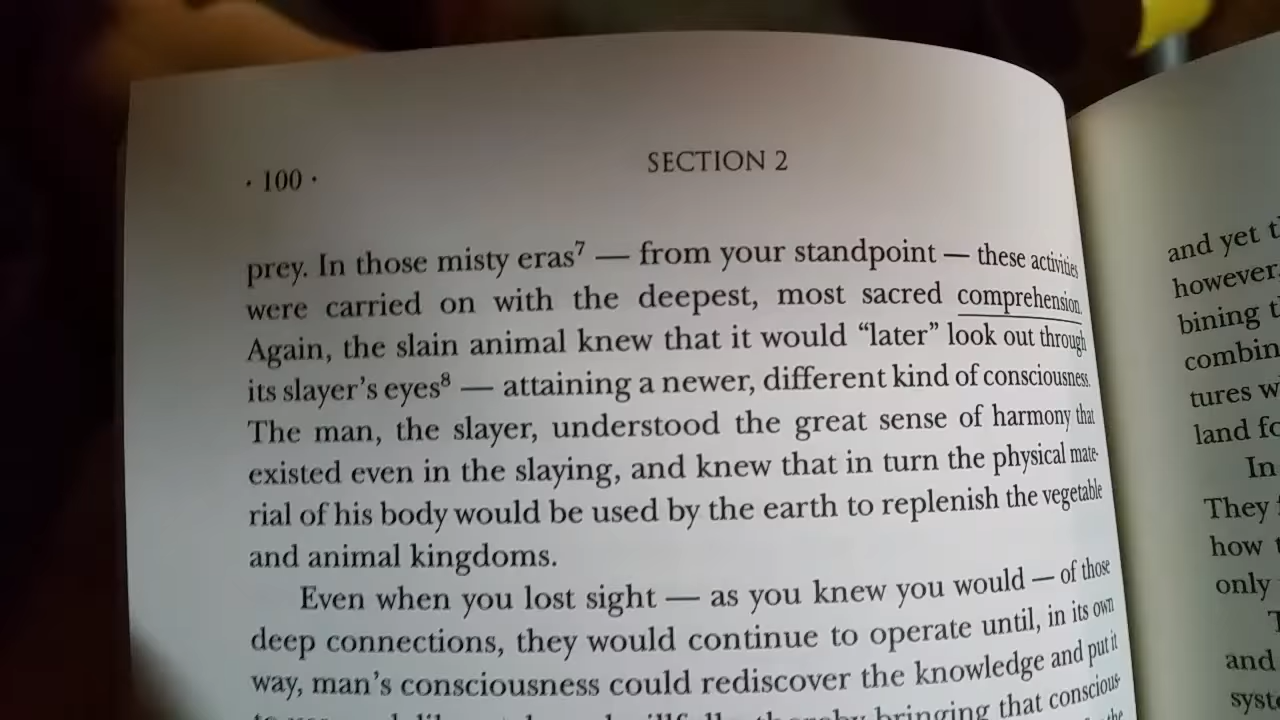 · 100 ·
SECTION 2
prey. In those misty eras⁷ — from your standpoint — these activities
were carried on with the deepest, most sacred comprehension.
Again, the slain animal knew that it would “later” look out through
its slayer’s eyes⁸ — attaining a newer, different kind of consciousness.
The man, the slayer, understood the great sense of harmony that
existed even in the slaying, and knew that in turn the physical mate-
rial of his body would be used by the earth to replenish the vegetable
and animal kingdoms.
Even when you lost sight — as you knew you would — of those
deep connections, they would continue to operate until, in its own
way, man’s consciousness could rediscover the knowledge and put it
bringing that conscious-
the
and yet
however
bining
combin
tures
land
In
They
how
only
and
syst